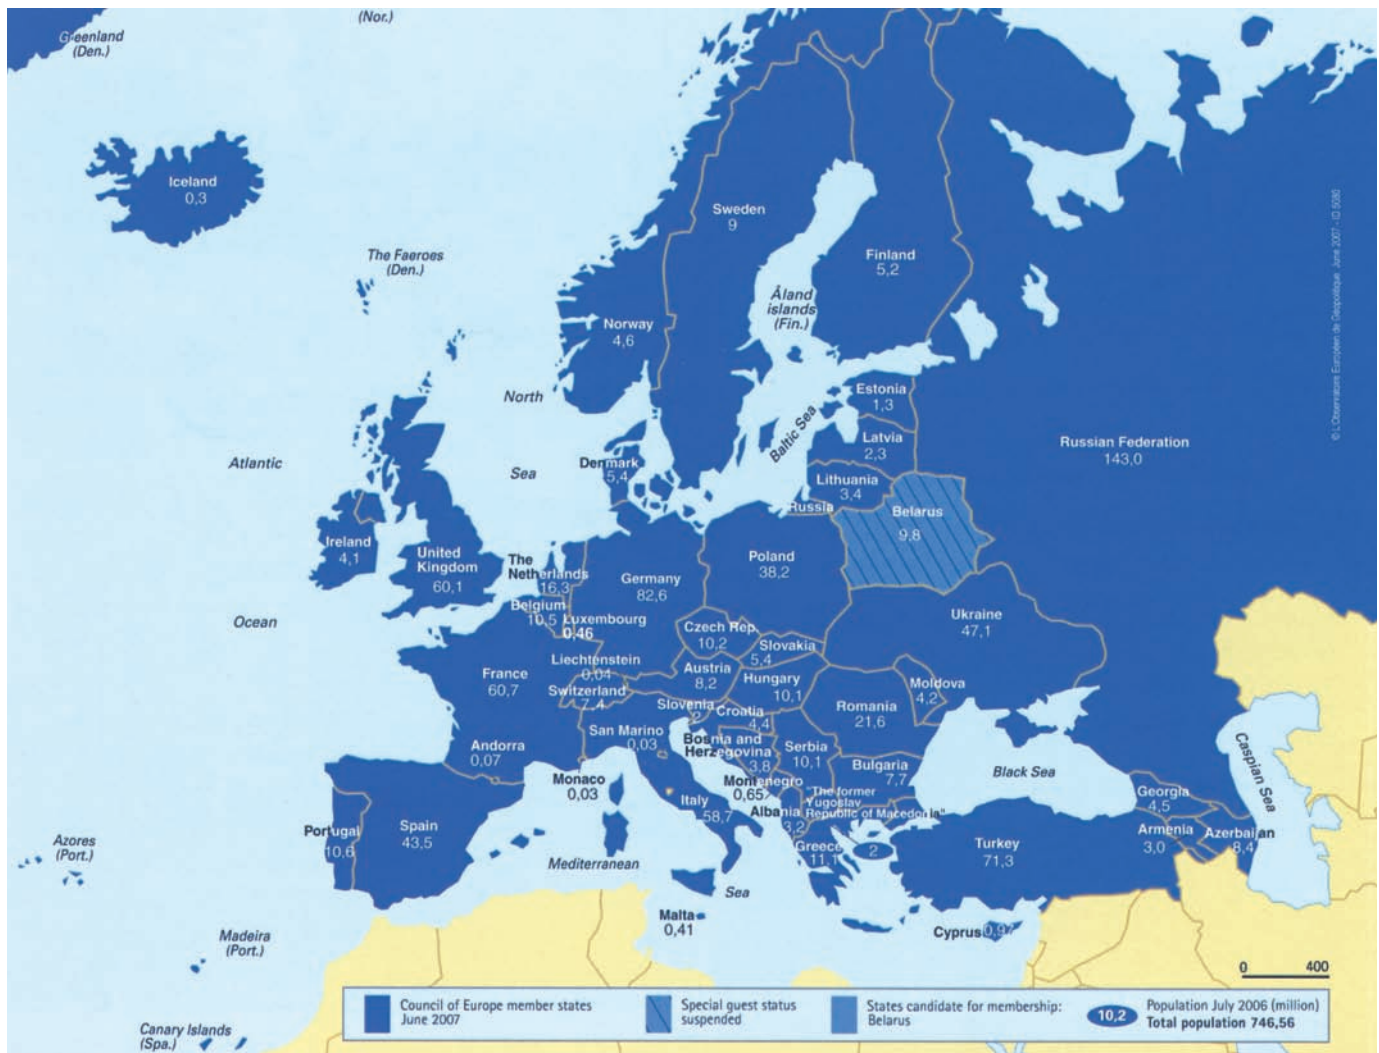 (Nor.)
Greenland
(Den.)
Iceland
0,3
The Faeroes
(Den.)
Sweden
9
Finland
5,2
Åland
islands
(Fin.)
Norway
4,6
North
Sea
Baltic Sea
Estonia
1,3
Latvia
2,3
Lithuania
3,4
Russia
Belarus
9,8
Russian Federation
143,0
© L'Observatoire Européen de Géopolitique, June 2007 - ID 5080
Atlantic
Ocean
Denmark
5,4
Ireland
4,1
United
Kingdom
60,1
The
Netherlands
16,3
Belgium
10,5
Luxembourg
0,46
Germany
82,6
Poland
38,2
Ukraine
47,1
Czech Rep.
10,2
Slovakia
5,4
Liechtenstein
0,04
Austria
8,2
Hungary
10,1
Moldova
4,2
France
60,7
Switzerland
7,4
Slovenia
2
Croatia
4,4
Romania
21,6
San Marino
0,03
Bosnia and
Herzegovina
3,8
Serbia
10,1
Bulgaria
7,7
Andorra
0,07
Monaco
0,03
Montenegro
0,65
Italy
58,7
Albania
3,2
"The former
Yugoslav
Republic of Macedonia"
2
Black Sea
Caspian Sea
Georgia
4,5
Armenia
3,0
Azerbaijan
8,4
Portugal
10,6
Spain
43,5
Greece
11,1
Turkey
71,3
Azores
(Port.)
Mediterranean
Sea
Malta
0,41
Cyprus
0,97
Madeira
(Port.)
Canary Islands
(Spa.)
0 400
Council of Europe member states
June 2007
Special guest status
suspended
States candidate for membership:
Belarus
10,2
Population July 2006 (million)
Total population 746,56